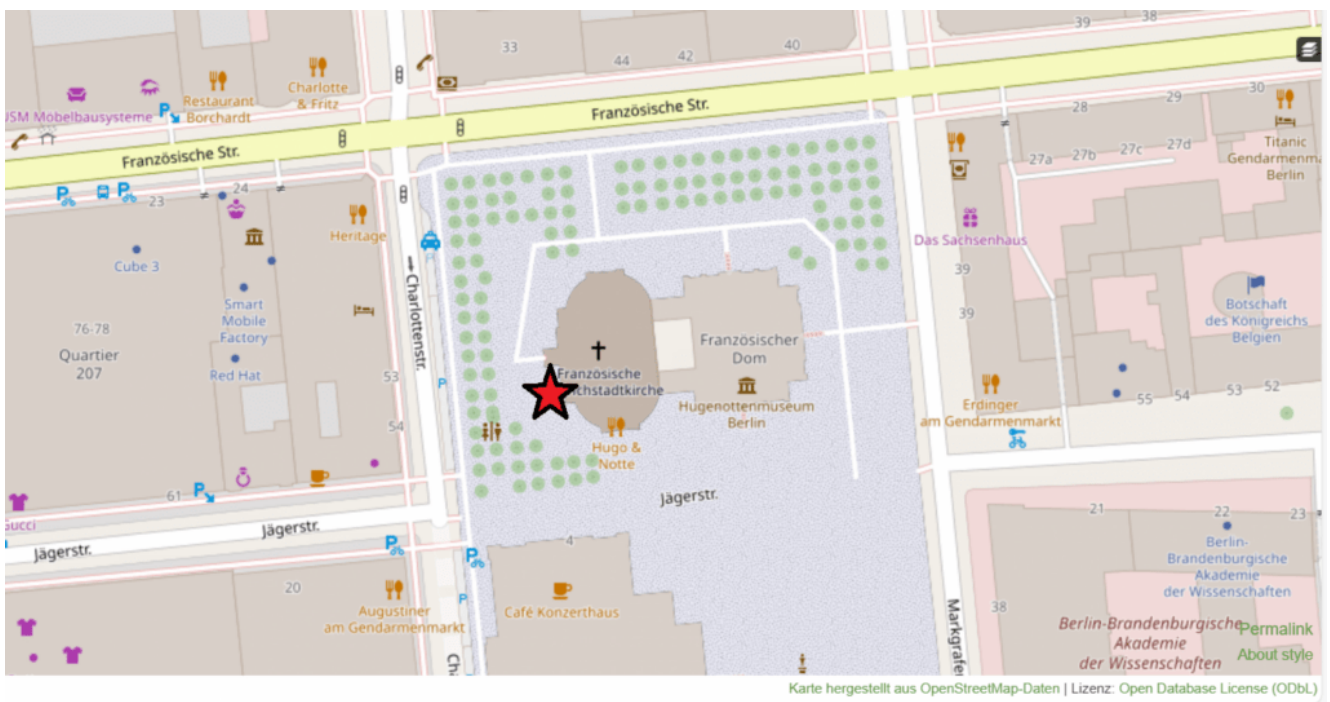 39
38
33
44
42
40
Charlotte
& Fritz
Restaurant
Borchardt
USM Möbelbausysteme
Französische Str.
Französische Str.
28
29
30
27a
27b
27c
27d
Titanic
Gendarmenma
Berlin
23
24
Heritage
Das Sachsenhaus
Cube 3
39
39
Smart
Mobile
Factory
Charlottenstr.
76-78
Quartier
207
Red Hat
53
54
Französischer
Dom
Französische
chstadtkirche
Hugenottenmuseum
Berlin
Hugo &
Notte
Botschaft
des Königreichs
Belgien
Erdinger
am Gendarmenmarkt
55
54
53
52
P
61
Gucci
Jägerstr.
Jägerstr.
Jägerstr.
21
22
23
4
20
Augustiner
am Gendarmenmarkt
P
Café Konzerthaus
Berlin-
Brandenburgische
Akademie
der Wissenschaften
38
Markgrafe
Cha
Berlin-Brandenburgische
Akademie
der Wissenschaften
Permalink
About style
Karte hergestellt aus OpenStreetMap-Daten | Lizenz: Open Database License (ODbL)